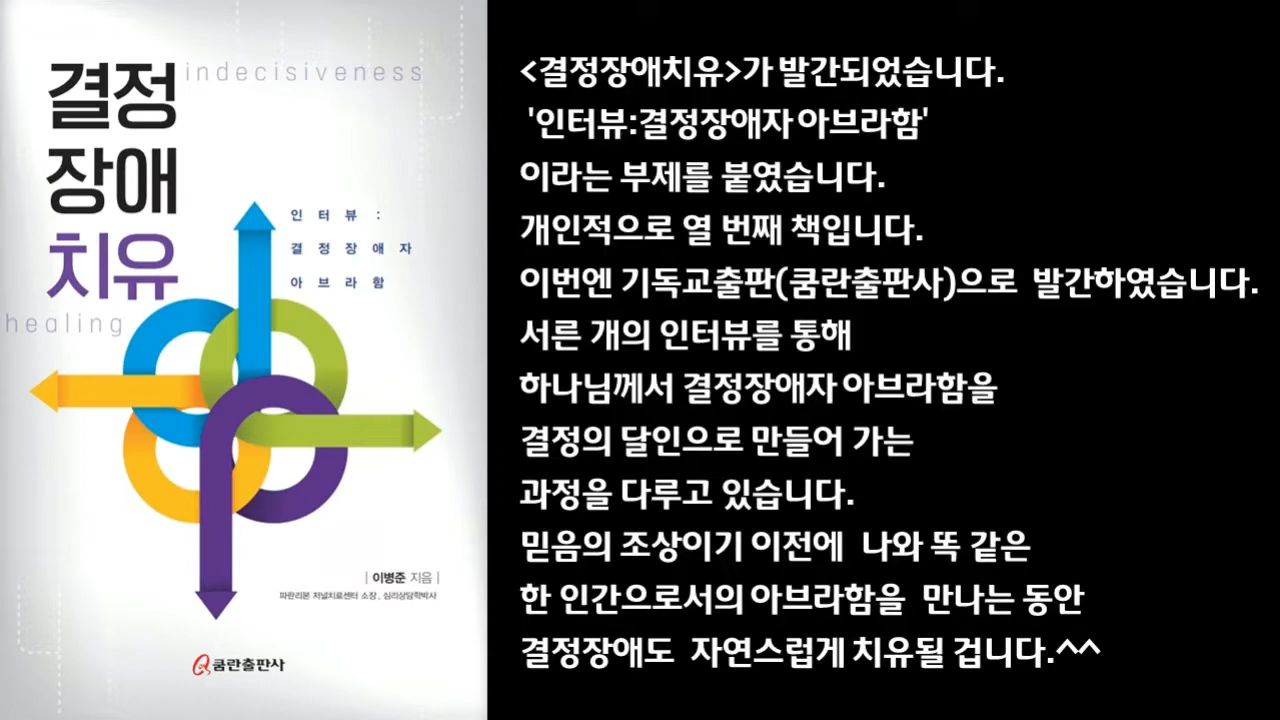 결정
indecisiveness
장애
치유
healing
인터뷰:
결정장애자
아브라함
| 이병준 지음 |
파란리본 저널치료센터 소장, 심리상담학박사
쿰란출판사
<결정장애치유>가 발간되었습니다.
'인터뷰:결정장애자 아브라함'
이라는 부제를 붙였습니다.
개인적으로 열 번째 책입니다.
이번엔 기독교출판(쿰란출판사)으로 발간하였습니다.
서른 개의 인터뷰를 통해
하나님께서 결정장애자 아브라함을
결정의 달인으로 만들어 가는
과정을 다루고 있습니다.
믿음의 조상이기 이전에 나와 똑 같은
한 인간으로서의 아브라함을 만나는 동안
결정장애도 자연스럽게 치유될 겁니다.^^